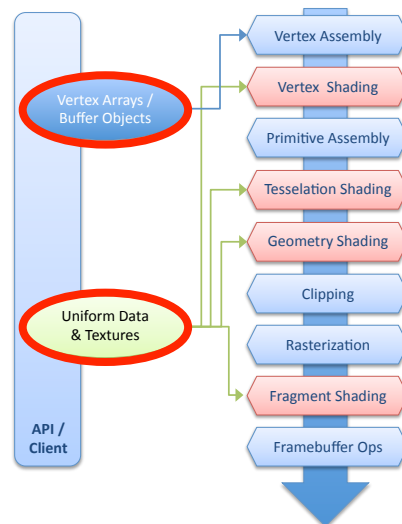 Vertex Arrays /
Buffer Objects
Uniform Data
& Textures
API /
Client
Vertex Assembly
Vertex Shading
Primitive Assembly
Tesselation Shading
Geometry Shading
Clipping
Rasterization
Fragment Shading
Framebuffer Ops